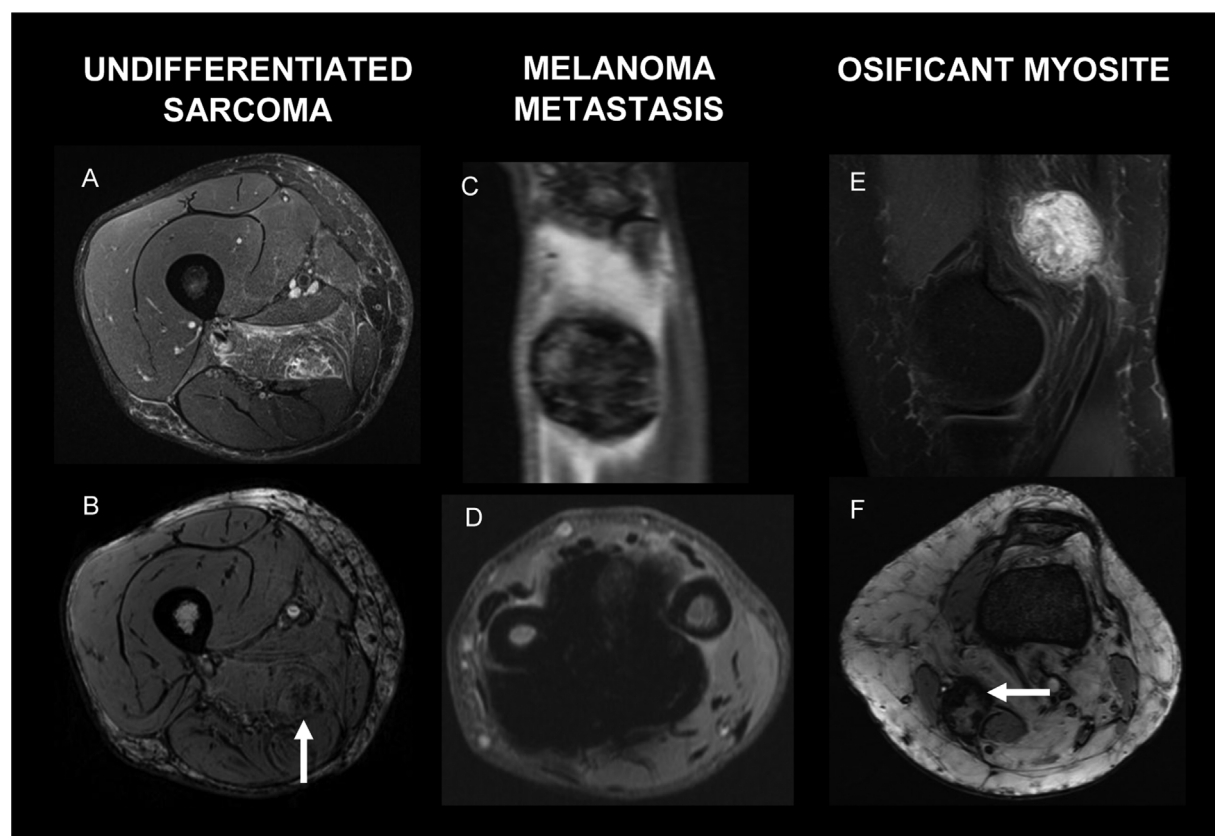 UNDIFFERENTIATED
SARCOMA
MELANOMA
METASTASIS
OSIFICANT MYOSITE
A
B
C
D
E
F